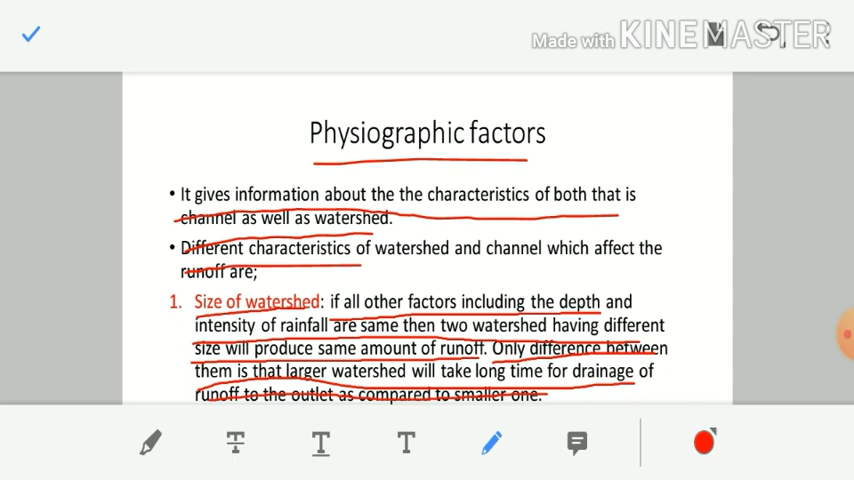 Made with KINEMASTER
Physiographic factors
• It gives information about the the characteristics of both that is
channel as well as watershed.
• Different characteristics of watershed and channel which affect the
runoff are;
1. Size of watershed: if all other factors including the depth and
intensity of rainfall are same then two watershed having different
size will produce same amount of runoff. Only difference between
them is that larger watershed will take long time for drainage of
runoff to the outlet as compared to smaller one.
T T T